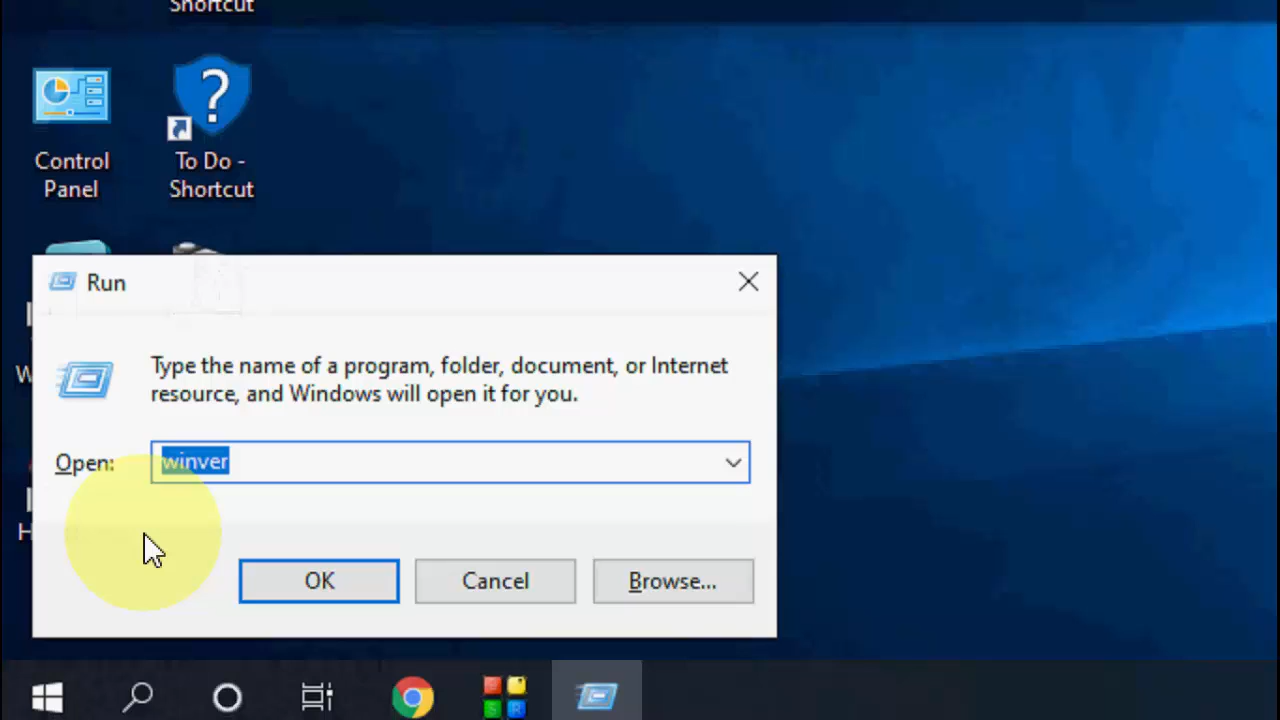 Shortcut
Control
Panel
To Do -
Shortcut
Run
Type the name of a program, folder, document, or Internet
resource, and Windows will open it for you.
Open:
winver
OK
Cancel
Browse...
W
H